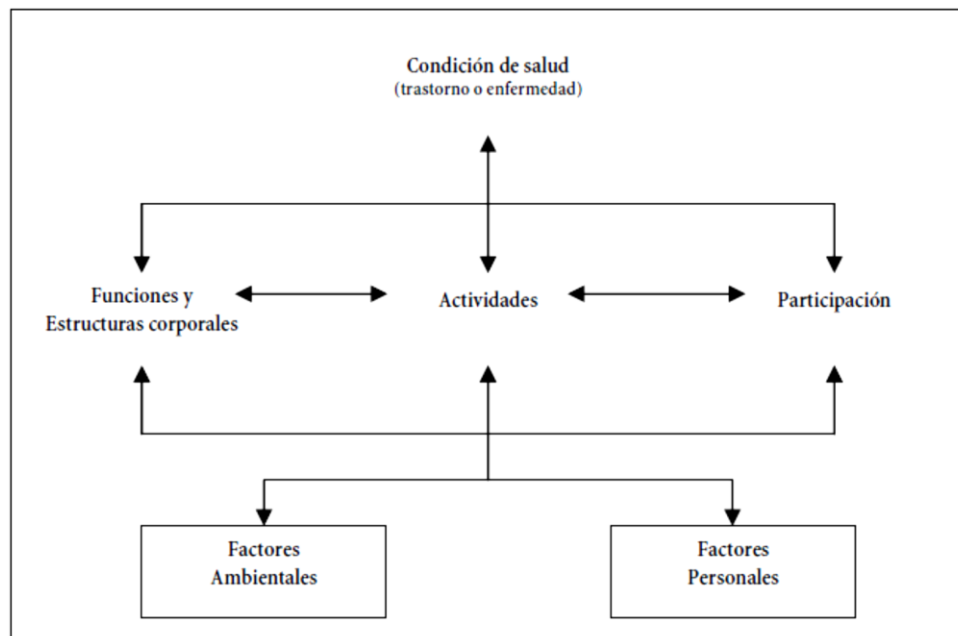 Condición de salud
(trastorno o enfermedad)
Funciones y
Estructuras corporales
Actividades
Participación
Factores
Ambientales
Factores
Personales